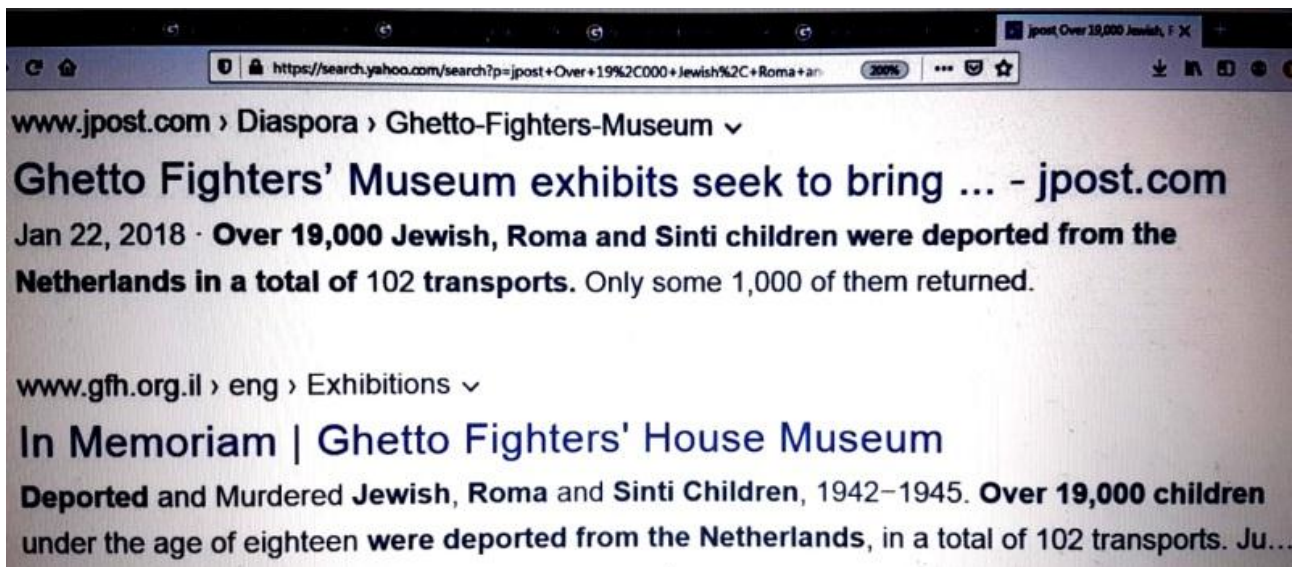 jpost Over 19,000 Jewish, F
https://search.yahoo.com/search?p=jpost+Over+19%2C000+Jewish%2C+Roma+an
200%
www.jpost.com › Diaspora › Ghetto-Fighters-Museum
Ghetto Fighters' Museum exhibits seek to bring ... - jpost.com
Jan 22, 2018 · Over 19,000 Jewish, Roma and Sinti children were deported from the
Netherlands in a total of 102 transports. Only some 1,000 of them returned.
www.gfh.org.il › eng › Exhibitions
In Memoriam | Ghetto Fighters' House Museum
Deported and Murdered Jewish, Roma and Sinti Children, 1942–1945. Over 19,000 children
under the age of eighteen were deported from the Netherlands, in a total of 102 transports. Ju...